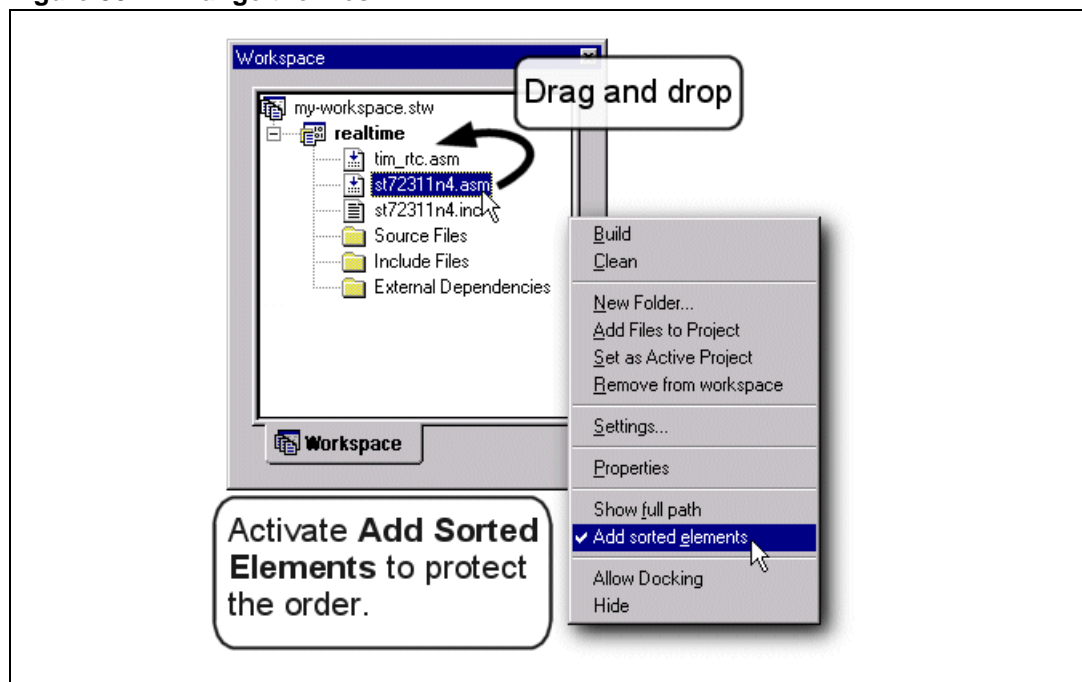 Figure
Workspace
Drag and drop
my-workspace.stw
realtime
tim_rtc.asm
st72311n4.asm
st72311n4.inc
Source Files
Include Files
External Dependencies
Workspace
Build
Clean
New Folder...
Add Files to Project
Set as Active Project
Remove from workspace
Settings...
Properties
Show full path
Add sorted elements
Allow Docking
Hide
Activate Add Sorted
Elements to protect
the order.